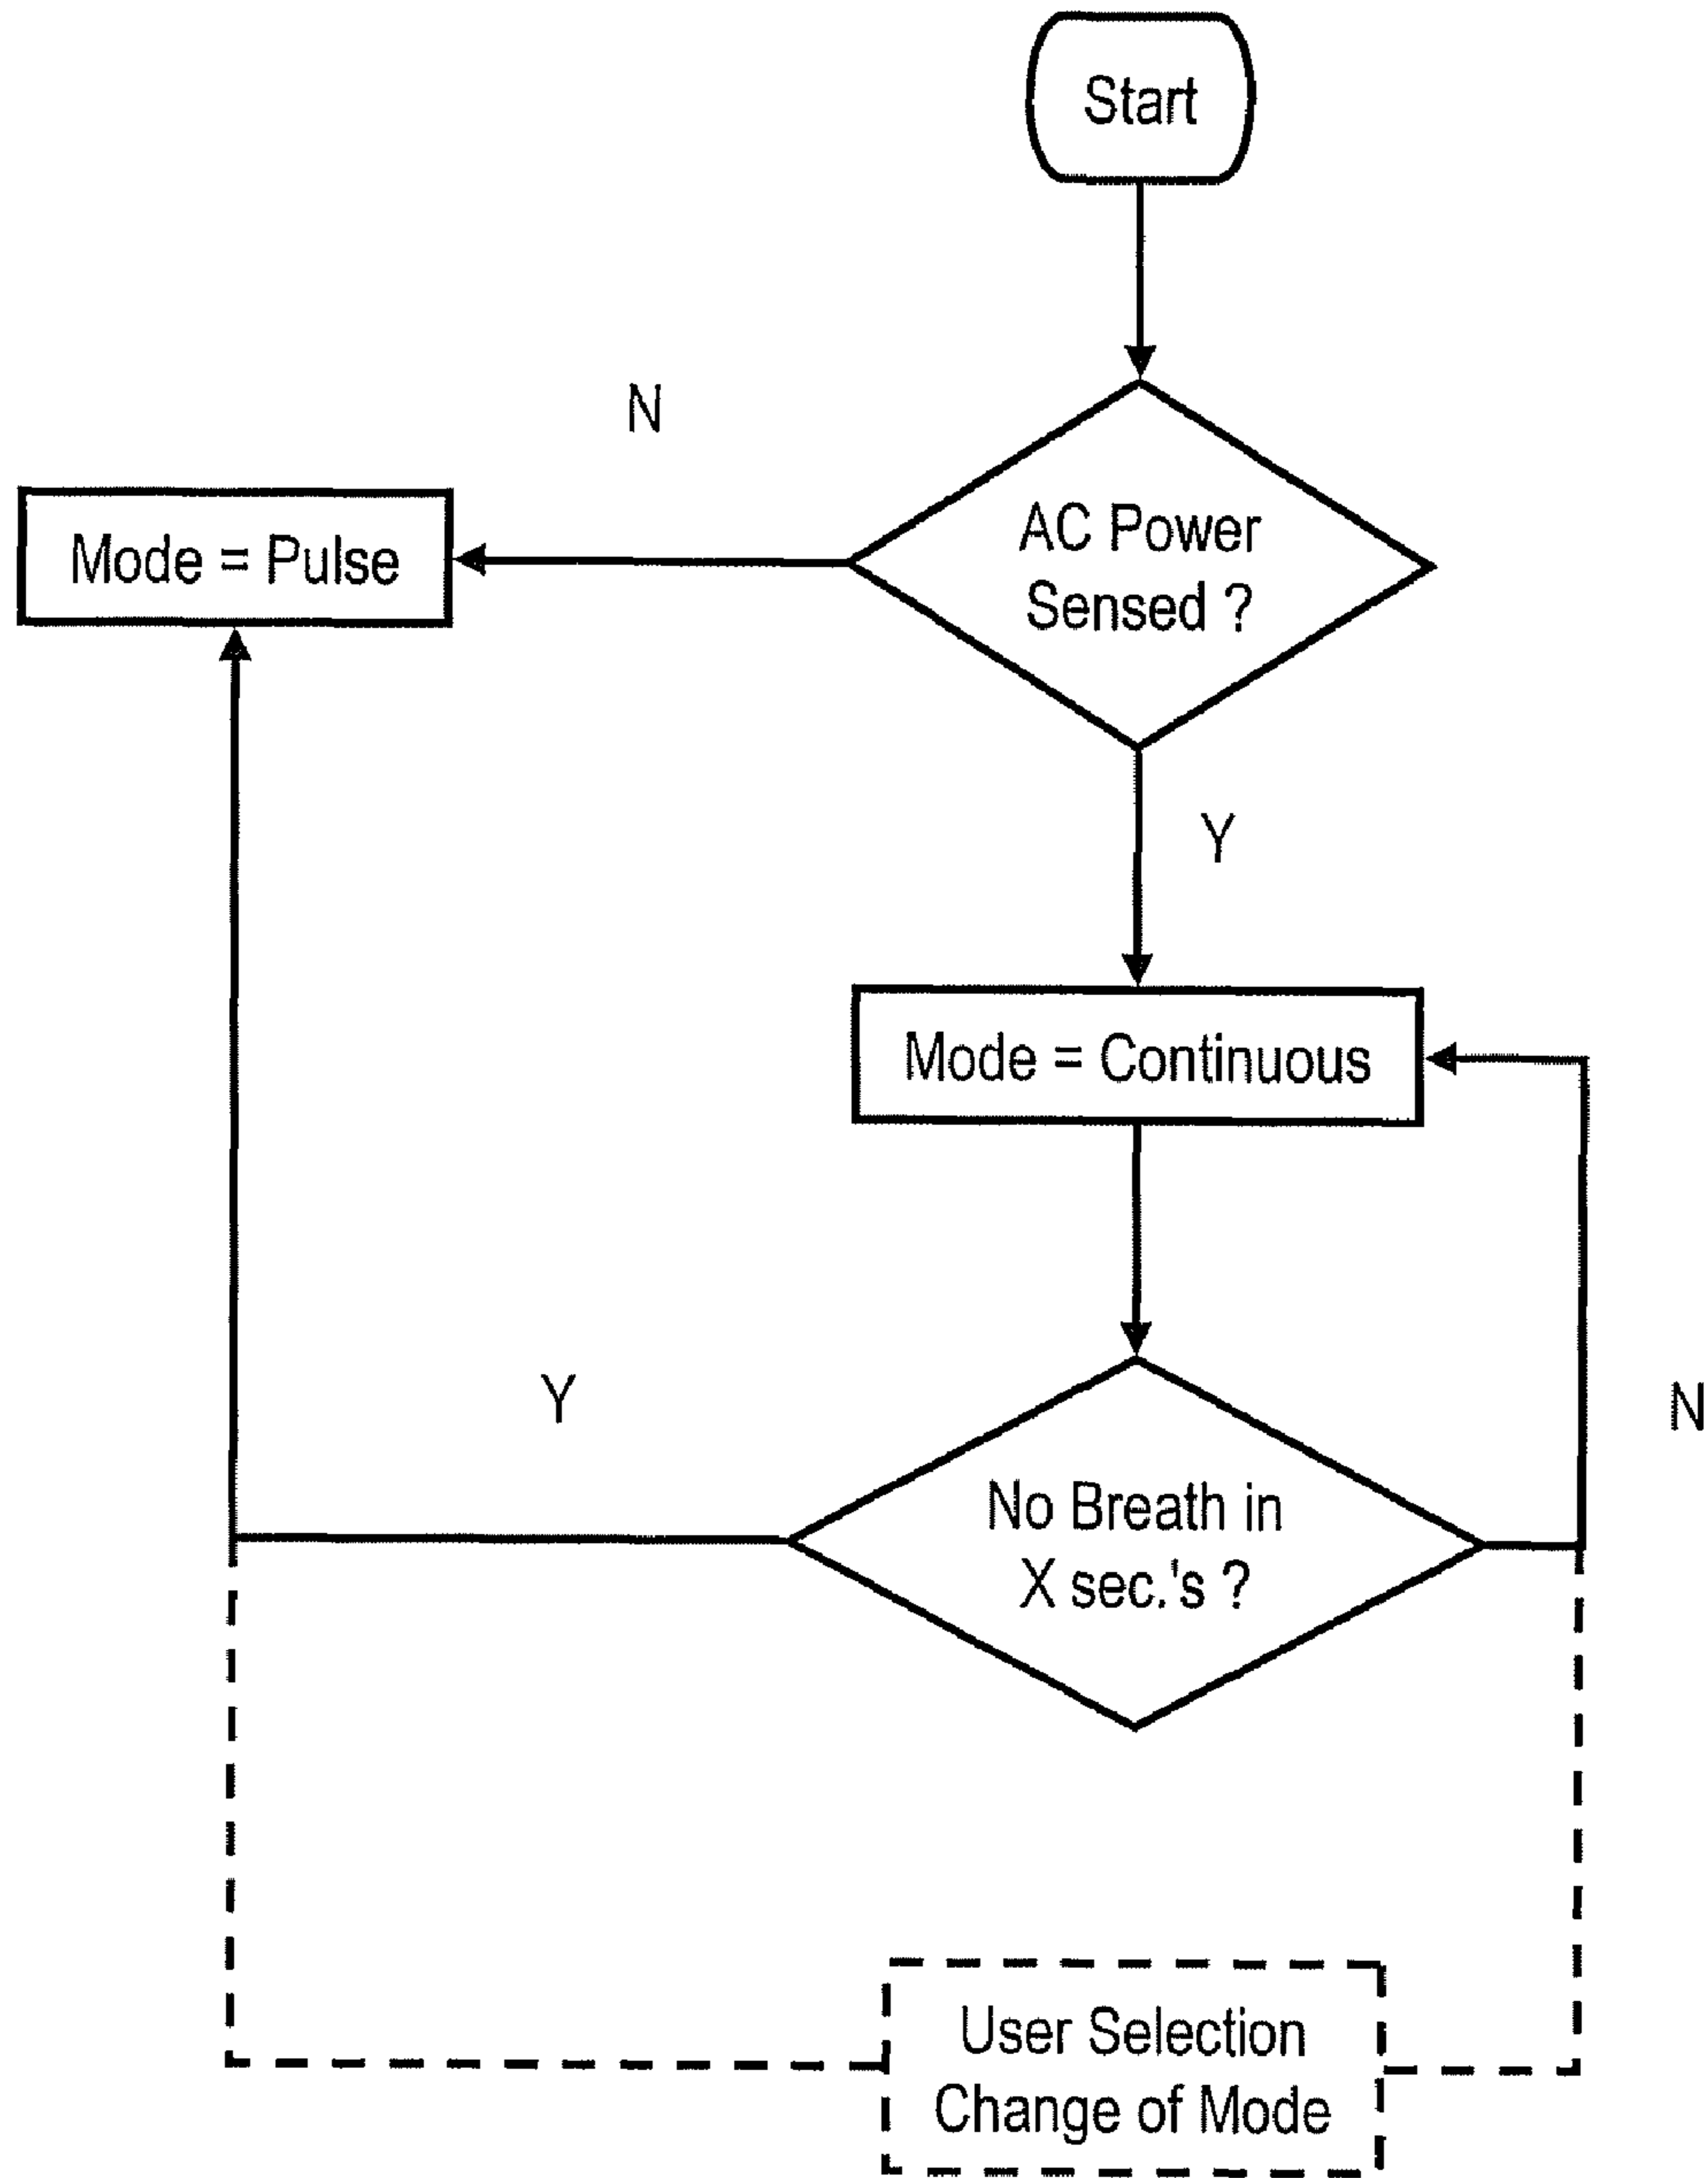 Start
N
AC Power
Sensed ?
Mode = Pulse
Y
Mode = Continuous
Y
N
No Breath in
X sec.'s ?
User Selection
Change of Mode